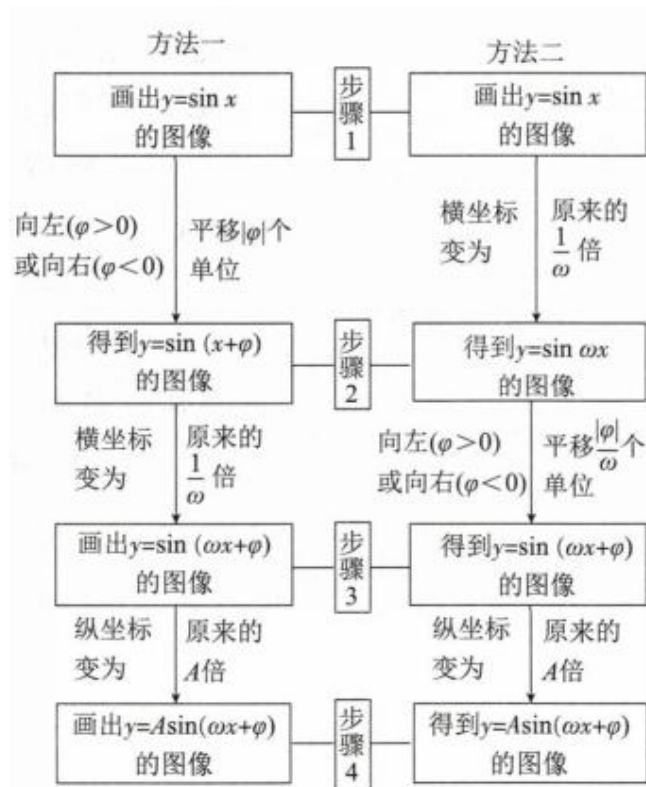 方法一
方法二
画出y=sin x
的图像
步骤1
画出y=sin x
的图像
向左(φ>0)
或向右(φ<0)
平移|φ|个
单位
横坐标
变为
原来的
1/ω 倍
得到y=sin (x+φ)
的图像
步骤2
得到y=sin ωx
的图像
横坐标
变为
原来的
1/ω 倍
向左(φ>0)
或向右(φ<0)
平移|φ|/ω个
单位
画出y=sin (ωx+φ)
的图像
步骤3
得到y=sin (ωx+φ)
的图像
纵坐标
变为
原来的
A倍
纵坐标
变为
原来的
A倍
画出y=Asin(ωx+φ)
的图像
步骤4
得到y=Asin(ωx+φ)
的图像